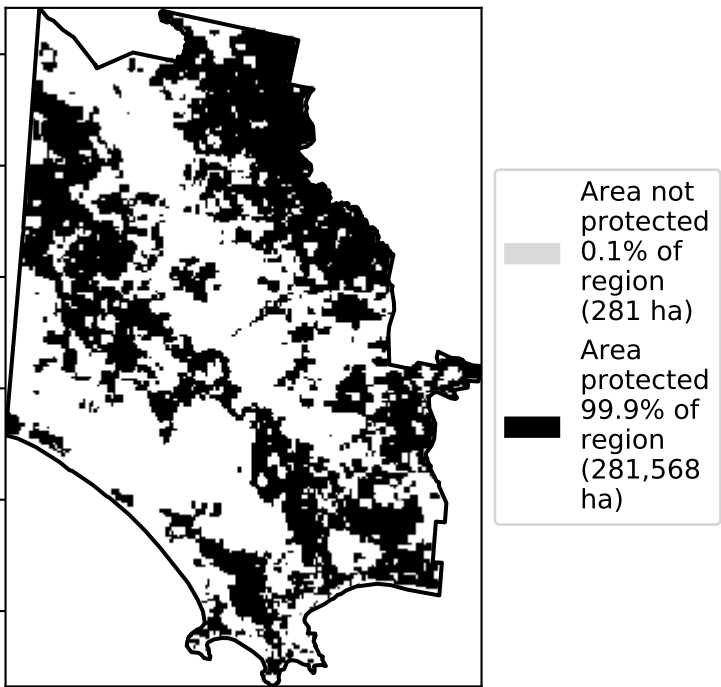 Area not
protected
0.1% of
region
(281 ha)
Area
protected
99.9% of
region
(281,568
ha)